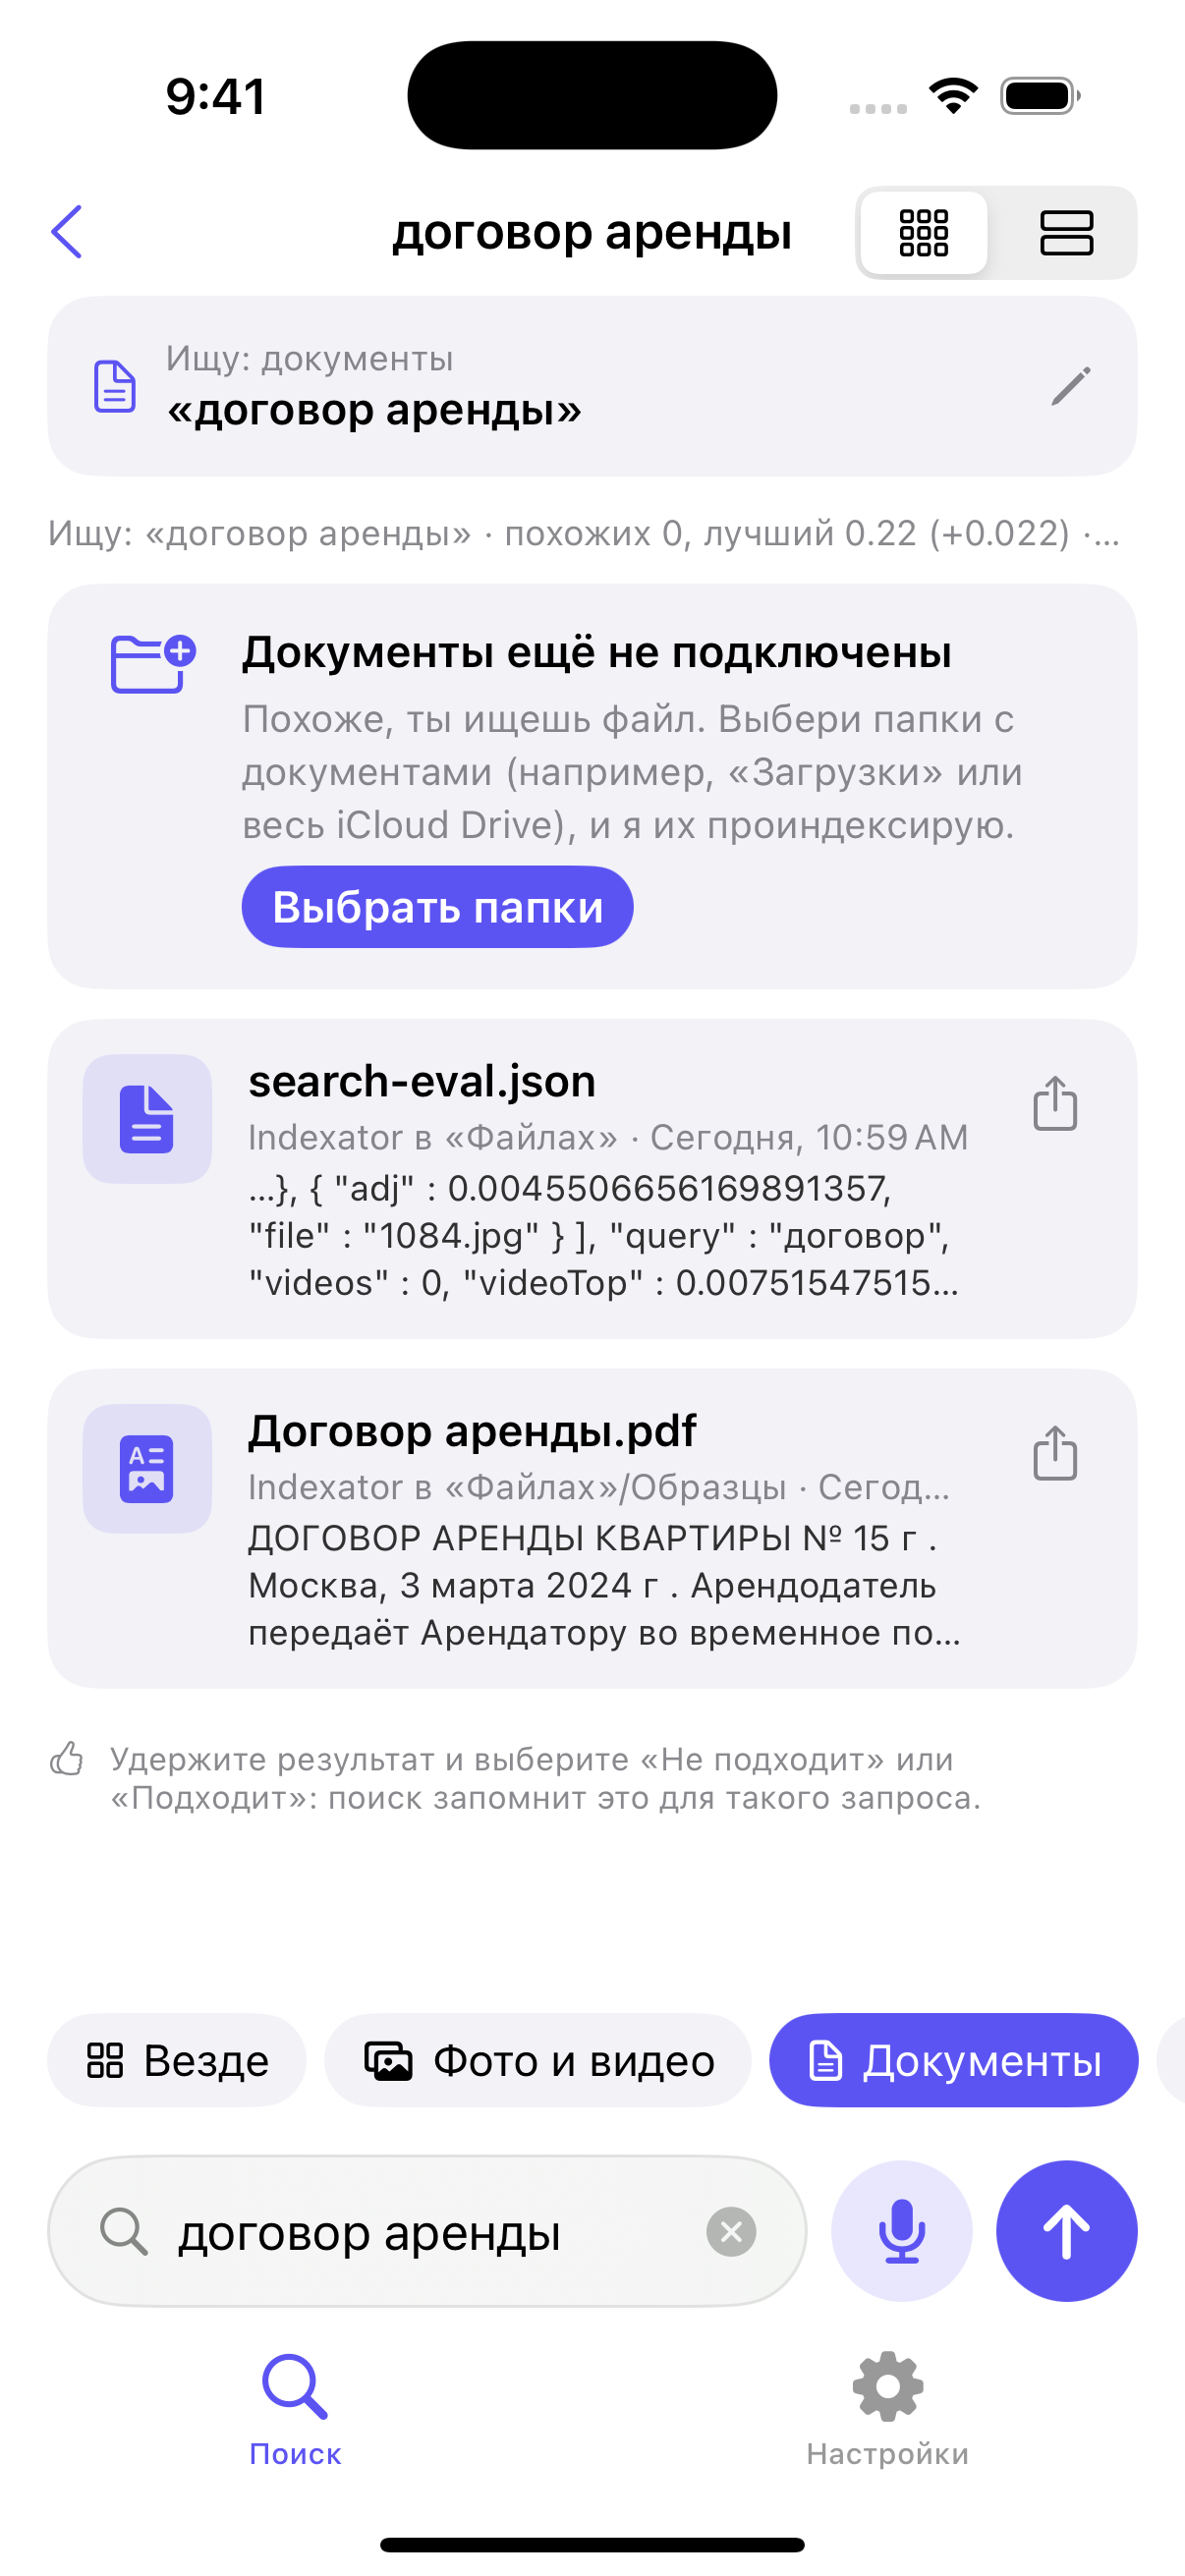 9:41
договор аренды
Ищу: документы
«договор аренды»
Ищу: «договор аренды» · похожих 0, лучший 0.22 (+0.022) ·...
Документы ещё не подключены
Похоже, ты ищешь файл. Выбери папки с
документами (например, «Загрузки» или
весь iCloud Drive), и я их проиндексирую.
Выбрать папки
search-eval.json
Indexator в «Файлах» · Сегодня, 10:59 AM
...}, { "adj" : 0.0045506656169891357,
"file" : "1084.jpg" } ], "query" : "договор",
"videos" : 0, "videoTop" : 0.00751547515...
Договор аренды.pdf
Indexator в «Файлах»/Образцы · Сегод...
ДОГОВОР АРЕНДЫ КВАРТИРЫ № 15 г .
Москва, 3 марта 2024 г . Арендодатель
передаёт Арендатору во временное по...
Удержите результат и выберите «Не подходит» или
«Подходит»: поиск запомнит это для такого запроса.
Везде
Фото и видео
Документы
договор аренды
Поиск
Настройки